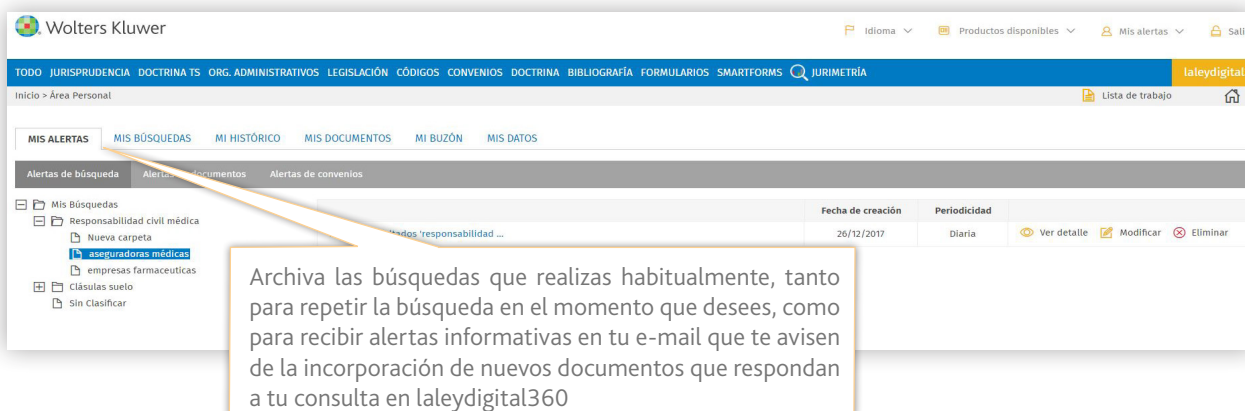 Wolters Kluwer
Idioma Productos disponibles Mis alertas Sali
TODO JURISPRUDENCIA DOCTRINA TS ORG. ADMINISTRATIVOS LEGISLACIÓN CÓDIGOS CONVENIOS DOCTRINA BIBLIOGRAFÍA FORMULARIOS SMARTFORMS JURIMETRÍA laleydigital
Inicio > Área Personal Lista de trabajo
MIS ALERTAS MIS BÚSQUEDAS MI HISTÓRICO MIS DOCUMENTOS MI BUZÓN MIS DATOS
Alertas de búsqueda Alertas documentos Alertas de convenios
Mis Búsquedas
Fecha de creación Periodicidad
Responsabilidad civil médica
Nueva carpeta
'responsabilidad ... 26/12/2017 Diaria Ver detalle Modificar Eliminar
aseguradoras médicas
empresas farmaceuticas
Clásulas suelo
Sin Clasificar
Archiva las búsquedas que realizas habitualmente, tanto
para repetir la búsqueda en el momento que desees, como
para recibir alertas informativas en tu e-mail que te avisen
de la incorporación de nuevos documentos que respondan
a tu consulta en laleydigital360